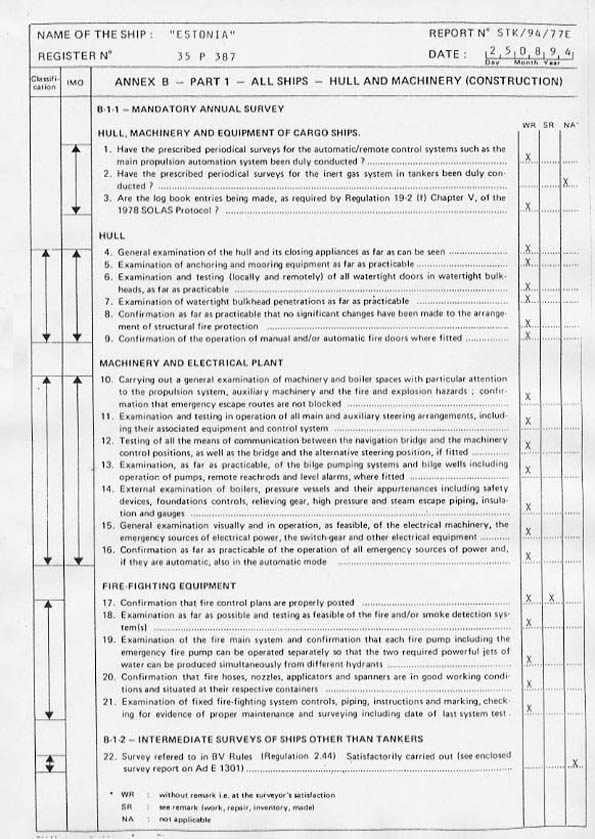 NAME OF THE SHIP : "ESTONIA" REPORT N° STK/94/77E
REGISTER N° 35 P 387 DATE : 2 5 0 8 9 4
Day Month Year
Classifi-cation IMO ANNEX B – PART 1 – ALL SHIPS – HULL AND MACHINERY (CONSTRUCTION)
B-1-1 – MANDATORY ANNUAL SURVEY
WR SR NA*
HULL, MACHINERY AND EQUIPMENT OF CARGO SHIPS.
1. Have the prescribed periodical surveys for the automatic/remote control systems such as the
main propulsion automation system been duly conducted ? X
2. Have the prescribed periodical surveys for the inert gas system in tankers been duly con-
ducted ? X
3. Are the log book entries being made, as required by Regulation 19-2 (f) Chapter V, of the
1978 SOLAS Protocol ? X
HULL
4. General examination of the hull and its closing appliances as far as can be seen X
5. Examination of anchoring and mooring equipment as far as practicable X
6. Examination and testing (locally and remotely) of all watertight doors in watertight bulk-
heads, as far as practicable X
7. Examination of watertight bulkhead penetrations as far as practicable X
8. Confirmation as far as practicable that no significant changes have been made to the arrange-
ment of structural fire protection X
9. Confirmation of the operation of manual and/or automatic fire doors where fitted X
MACHINERY AND ELECTRICAL PLANT
10. Carrying out a general examination of machinery and boiler spaces with particular attention
to the propulsion system, auxiliary machinery and the fire and explosion hazards ; confir-
mation that emergency escape routes are not blocked X
11. Examination and testing in operation of all main and auxiliary steering arrangements, includ-
ing their associated equipment and control system X
12. Testing of all the means of communication between the navigation bridge and the machinery
control positions, as well as the bridge and the alternative steering position, if fitted X
13. Examination, as far as practicable, of the bilge pumping systems and bilge wells including
operation of pumps, remote reachrods and level alarms, where fitted X
14. External examination of boilers, pressure vessels and their appurtenances including safety
devices, foundations controls, relieving gear, high pressure and steam escape piping, insula-
tion and gauges X
15. General examination visually and in operation, as feasible, of the electrical machinery, the
emergency sources of electrical power, the switch-gear and other electrical equipment X
16. Confirmation as far as practicable of the operation of all emergency sources of power and,
if they are automatic, also in the automatic mode X
FIRE-FIGHTING EQUIPMENT
17. Confirmation that fire control plans are properly posted X X
18. Examination as far as possible and testing as feasible of the fire and/or smoke detection sys-
tem(s) X
19. Examination of the fire main system and confirmation that each fire pump including the
emergency fire pump can be operated separately so that the two required powerful jets of
water can be produced simultaneously from different hydrants X
20. Confirmation that fire hoses, nozzles, applicators and spanners are in good working condi-
tions and situated at their respective containers X
21. Examination of fixed fire-fighting system controls, piping, instructions and marking, check-
ing for evidence of proper maintenance and surveying including date of last system test . X
B-1-2 – INTERMEDIATE SURVEYS OF SHIPS OTHER THAN TANKERS
22. Survey refered to in BV Rules (Regulation 2.44) Satisfactorily carried out (see enclosed
survey report on Ad E 1301) X
* WR : without remark i.e. at the surveyor's satisfaction
SR : see remark (work, repair, inventory, made)
NA : not applicable